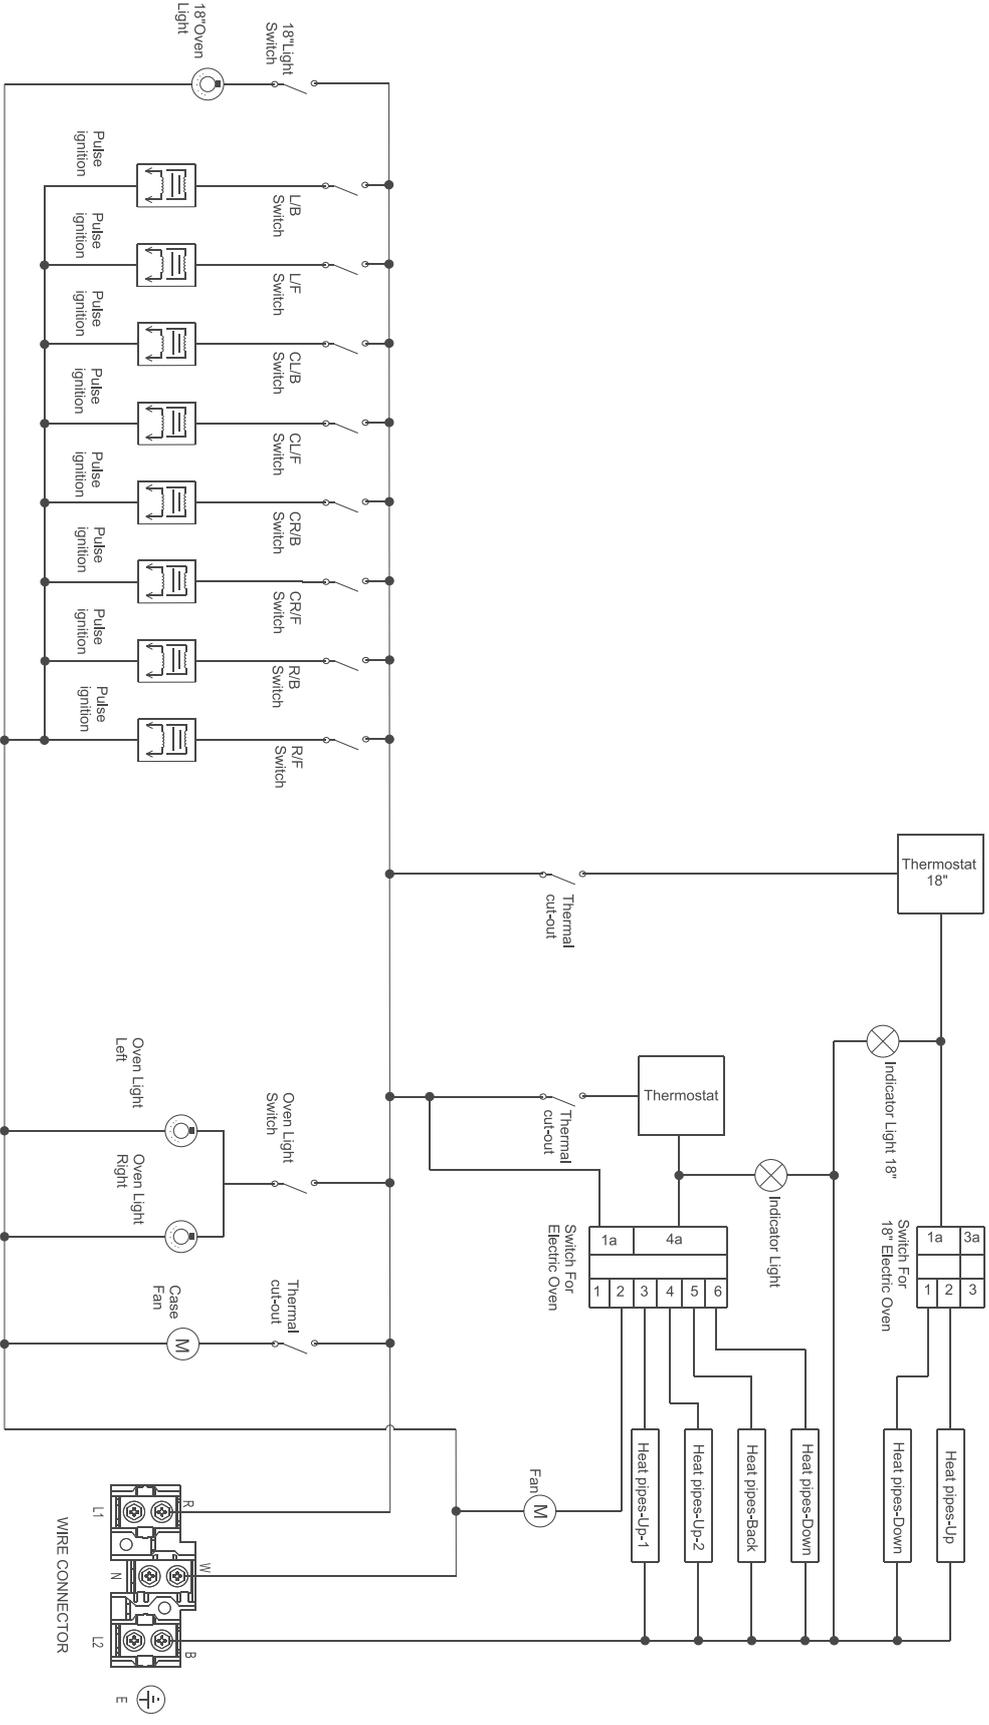 18"Oven
Light
18"Light
Switch
Pulse
ignition
L/B
Switch
Pulse
ignition
L/F
Switch
Pulse
ignition
CL/B
Switch
Pulse
ignition
CL/F
Switch
Pulse
ignition
CR/B
Switch
Pulse
ignition
CR/F
Switch
Pulse
ignition
R/B
Switch
Pulse
ignition
R/F
Switch
Thermostat
18"
Thermal
cut-out
Oven Light
Left
Oven Light
Right
Oven Light
Switch
Thermal
cut-out
Thermostat
Indicator Light 18"
Indicator Light
Switch For
Electric Oven
1a 4a
1 2 3 4 5 6
Switch For
18" Electric Oven
1a 3a
1 2 3
Case
Fan
M
Thermal
cut-out
Fan
M
Heat pipes-Up-1
Heat pipes-Up-2
Heat pipes-Back
Heat pipes-Down
Heat pipes-Down
Heat pipes-Up
WIRE CONNECTOR
L1
R
N
W
L2
B
E